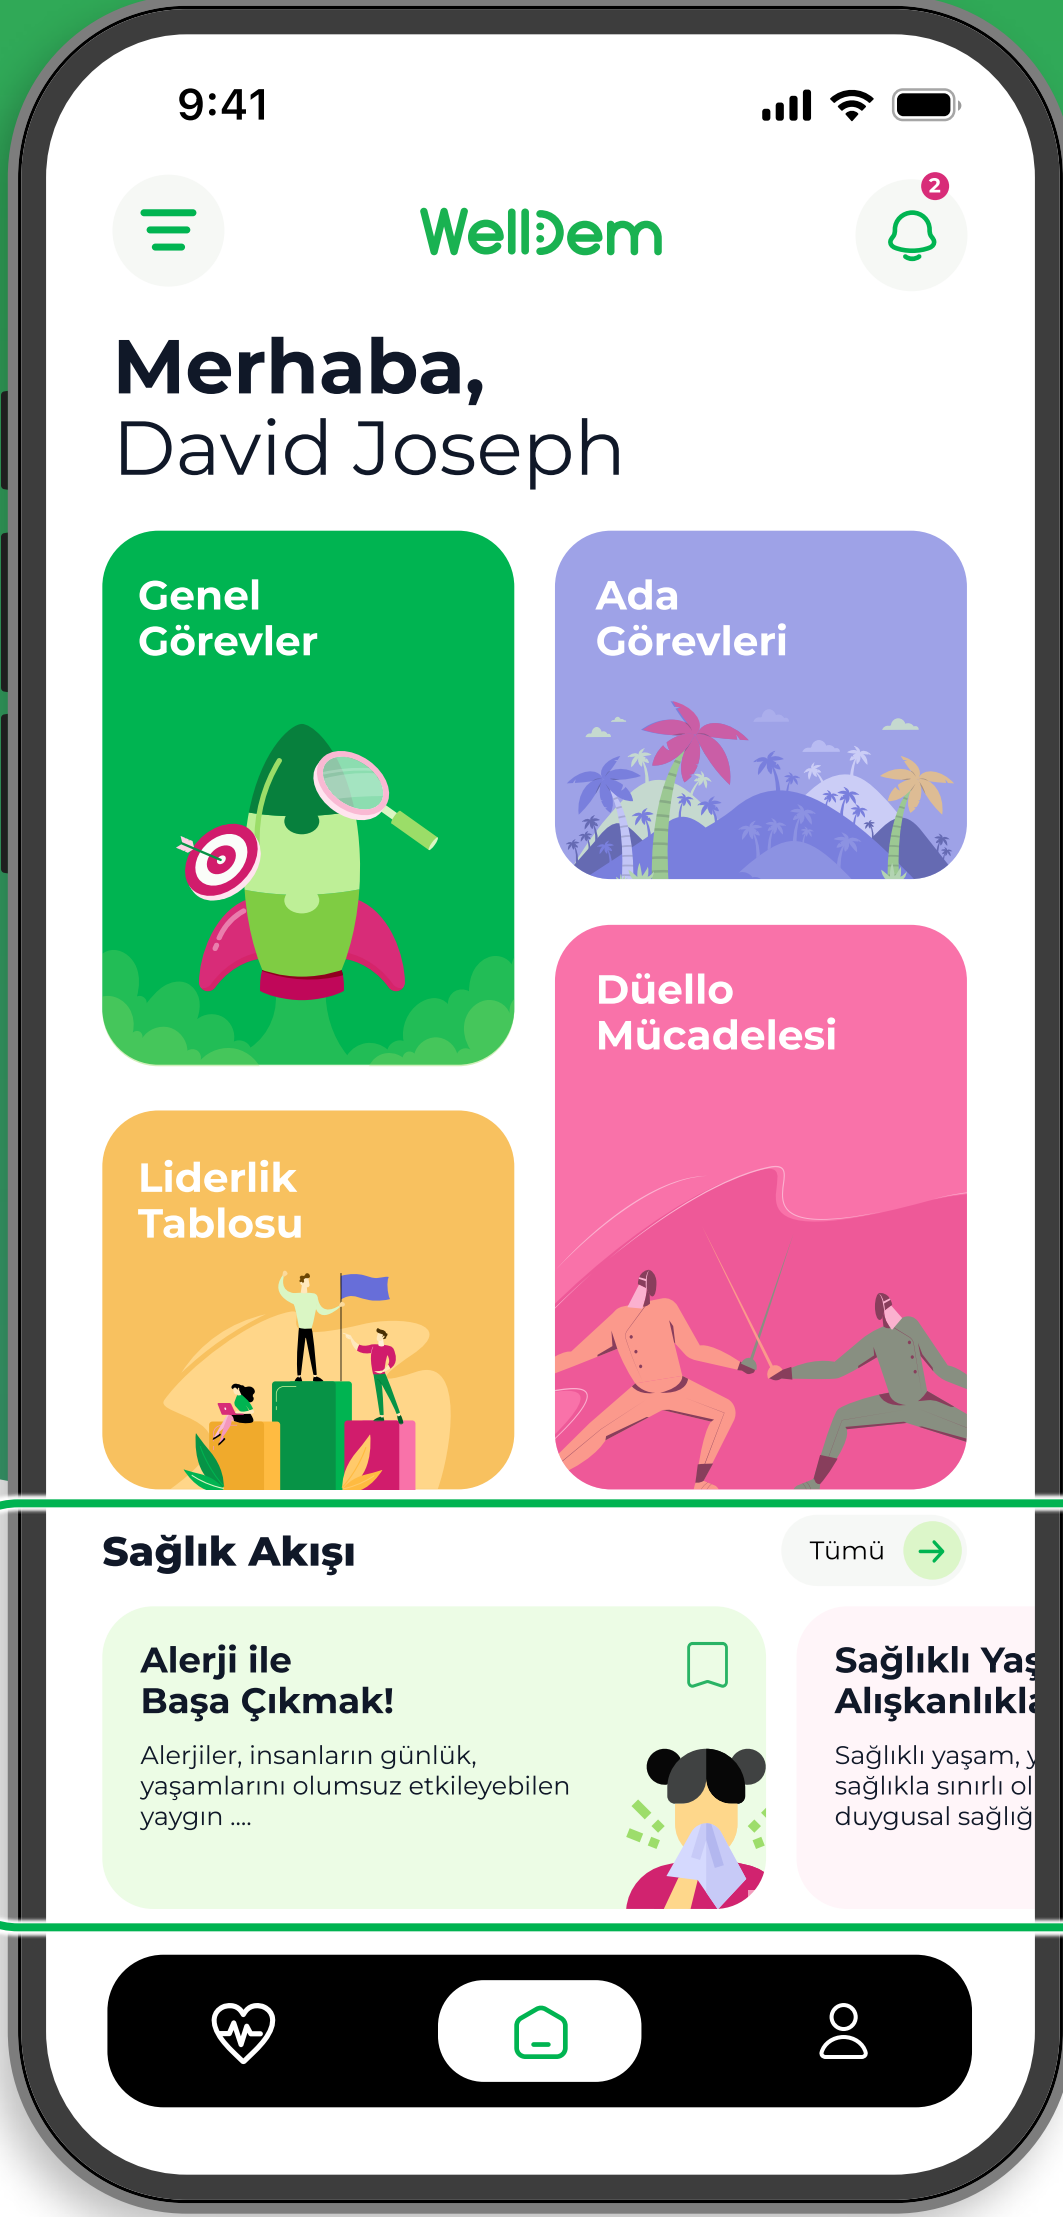 9:41
2
WellDem
Merhaba,
David Joseph
Genel
Görevler
Ada
Görevleri
Düello
Mücadelesi
Liderlik
Tablosu
Sağlık Akışı
Tümü
Alerji ile
Başa Çıkmak!
Alerjiler, insanların günlük,
yaşamlarını olumsuz etkileyebilen
yaygın ....
Sağlıklı Yaş
Alışkanlıkla
Sağlıklı yaşam, y
sağlıkla sınırlı ol
duygusal sağlığ